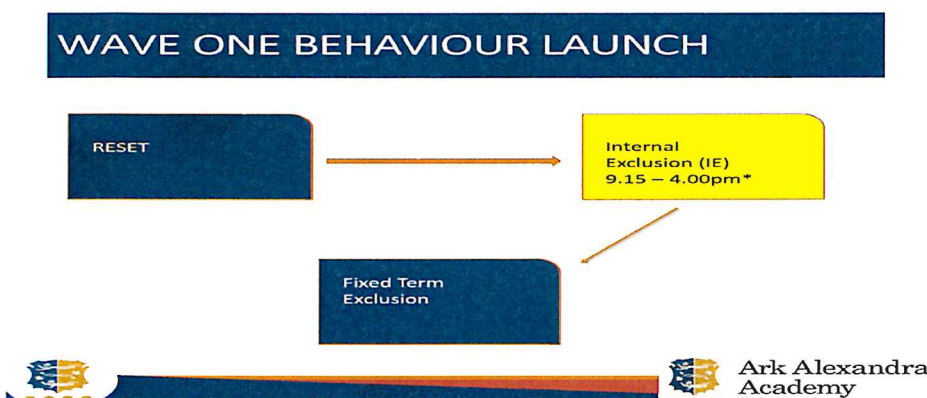 WAVE ONE BEHAVIOUR LAUNCH
RESET
Internal
Exclusion (IE)
9.15 – 4.00pm*
Fixed Term
Exclusion
Ark Alexandra
Academy